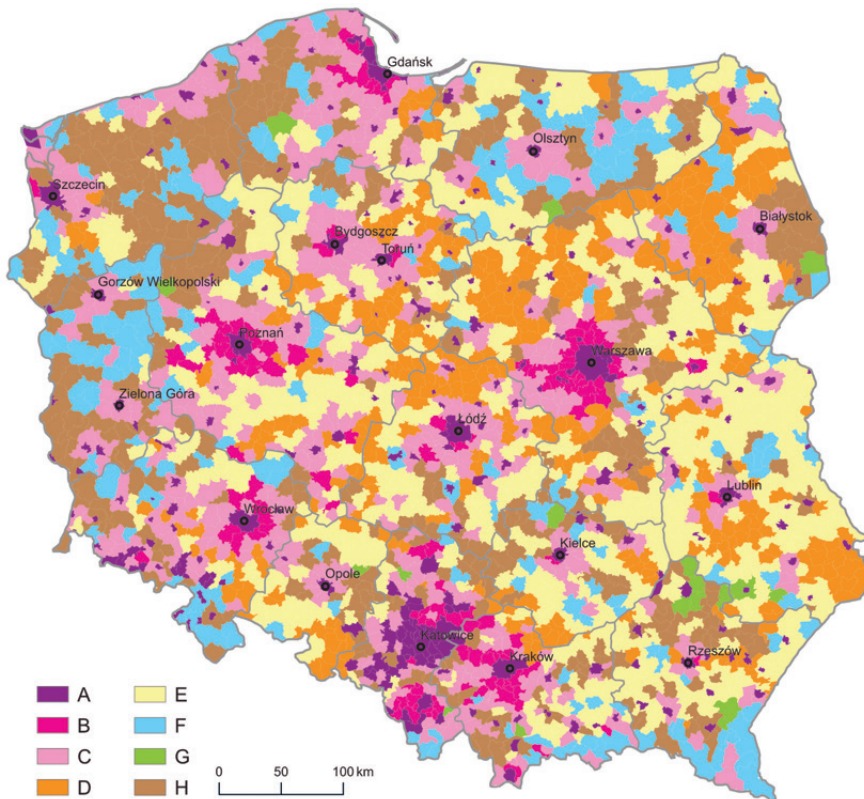 Gdańsk
Olsztyn
Szczecin
Białystok
Bydgoszcz
Toruń
Gorzów Wielkopolski
Poznań
Warszawa
Zielona Góra
Łódź
Lublin
Wrocław
Kielce
Opole
Katowice
Kraków
Rzeszów
A E
B F
C G
D H
0 50 100 km